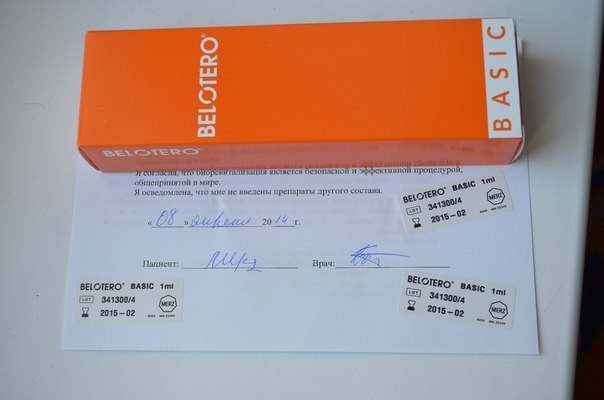 BELOTERO®
BASIC
BELOTERO
Я согласна, что биоревитализация является безопасной и эффективной процедурой,
общепринятой в мире.
Я осведомлена, что мне не введены препараты другого состава.
« 08 » апреля 2014 г.
BELOTERO® BASIC 1ml
LOT 341300/4
2015-02
MERZ
Пациент: Врач:
BELOTERO® BASIC 1ml
LOT 341300/4
2015-02
MERZ
BELOTERO® BASIC 1ml
LOT 341300/4
2015-02
MERZ